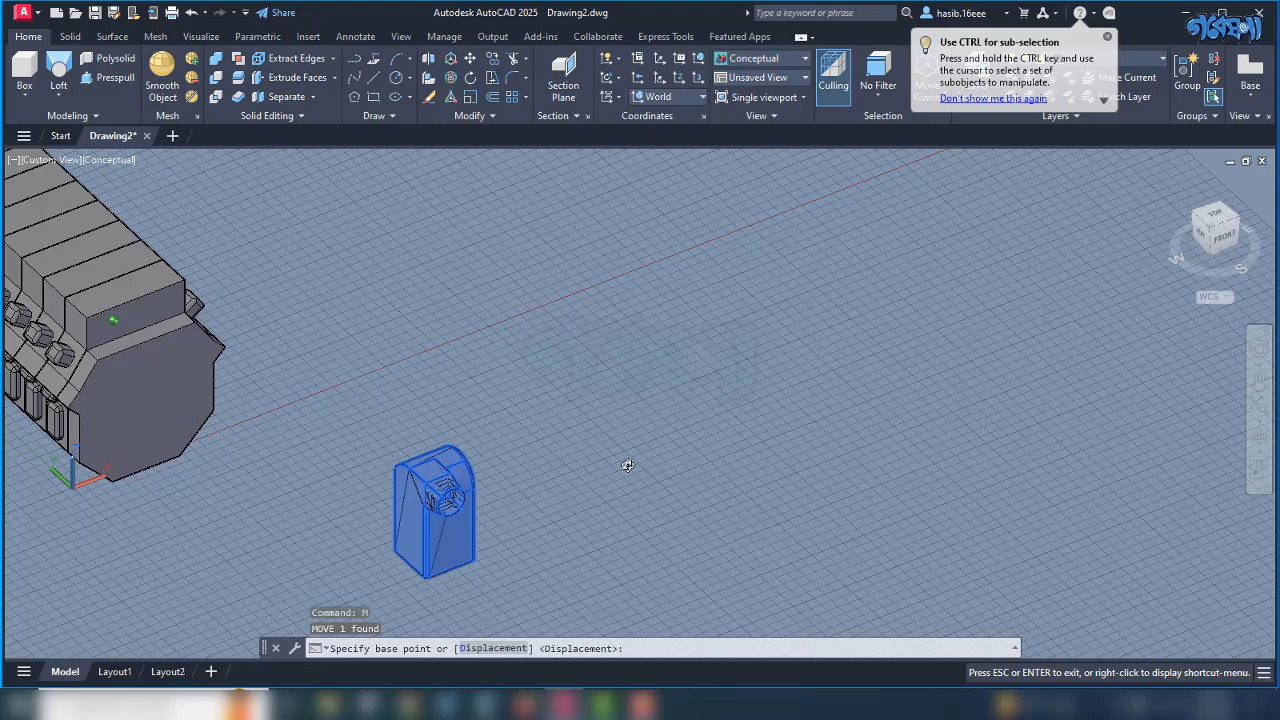 Share
Autodesk AutoCAD 2025 Drawing2.dwg
Type a keyword or phrase
hasib.16eee
গবেষণা
Home Solid Surface Mesh Visualize Parametric Insert Annotate View Manage Output Add-ins Collaborate Express Tools Featured Apps
Use CTRL for sub-selection
Press and hold the CTRL key and use
the cursor to select a set of
subobjects to manipulate.
Don't show me this again
Polysolid
Presspull
Box
Loft
Smooth
Object
Extrude Faces
Extract Edges
Separate
Section
Plane
World
Conceptual
Unsaved View
Single viewport
Culling
No Filter
Move
Make Current
Match Layer
Group
Base
Modeling
Mesh
Solid Editing
Draw
Modify
Section
Coordinates
View
Selection
Layers
Groups
View
Start
Drawing2*
[−][Custom View][Conceptual]
TOP
FRONT
W
S
E
WCS
X
Command: M
MOVE 1 found
Specify base point or [Displacement] <Displacement>:
Model Layout1 Layout2
Press ESC or ENTER to exit, or right-click to display shortcut-menu.